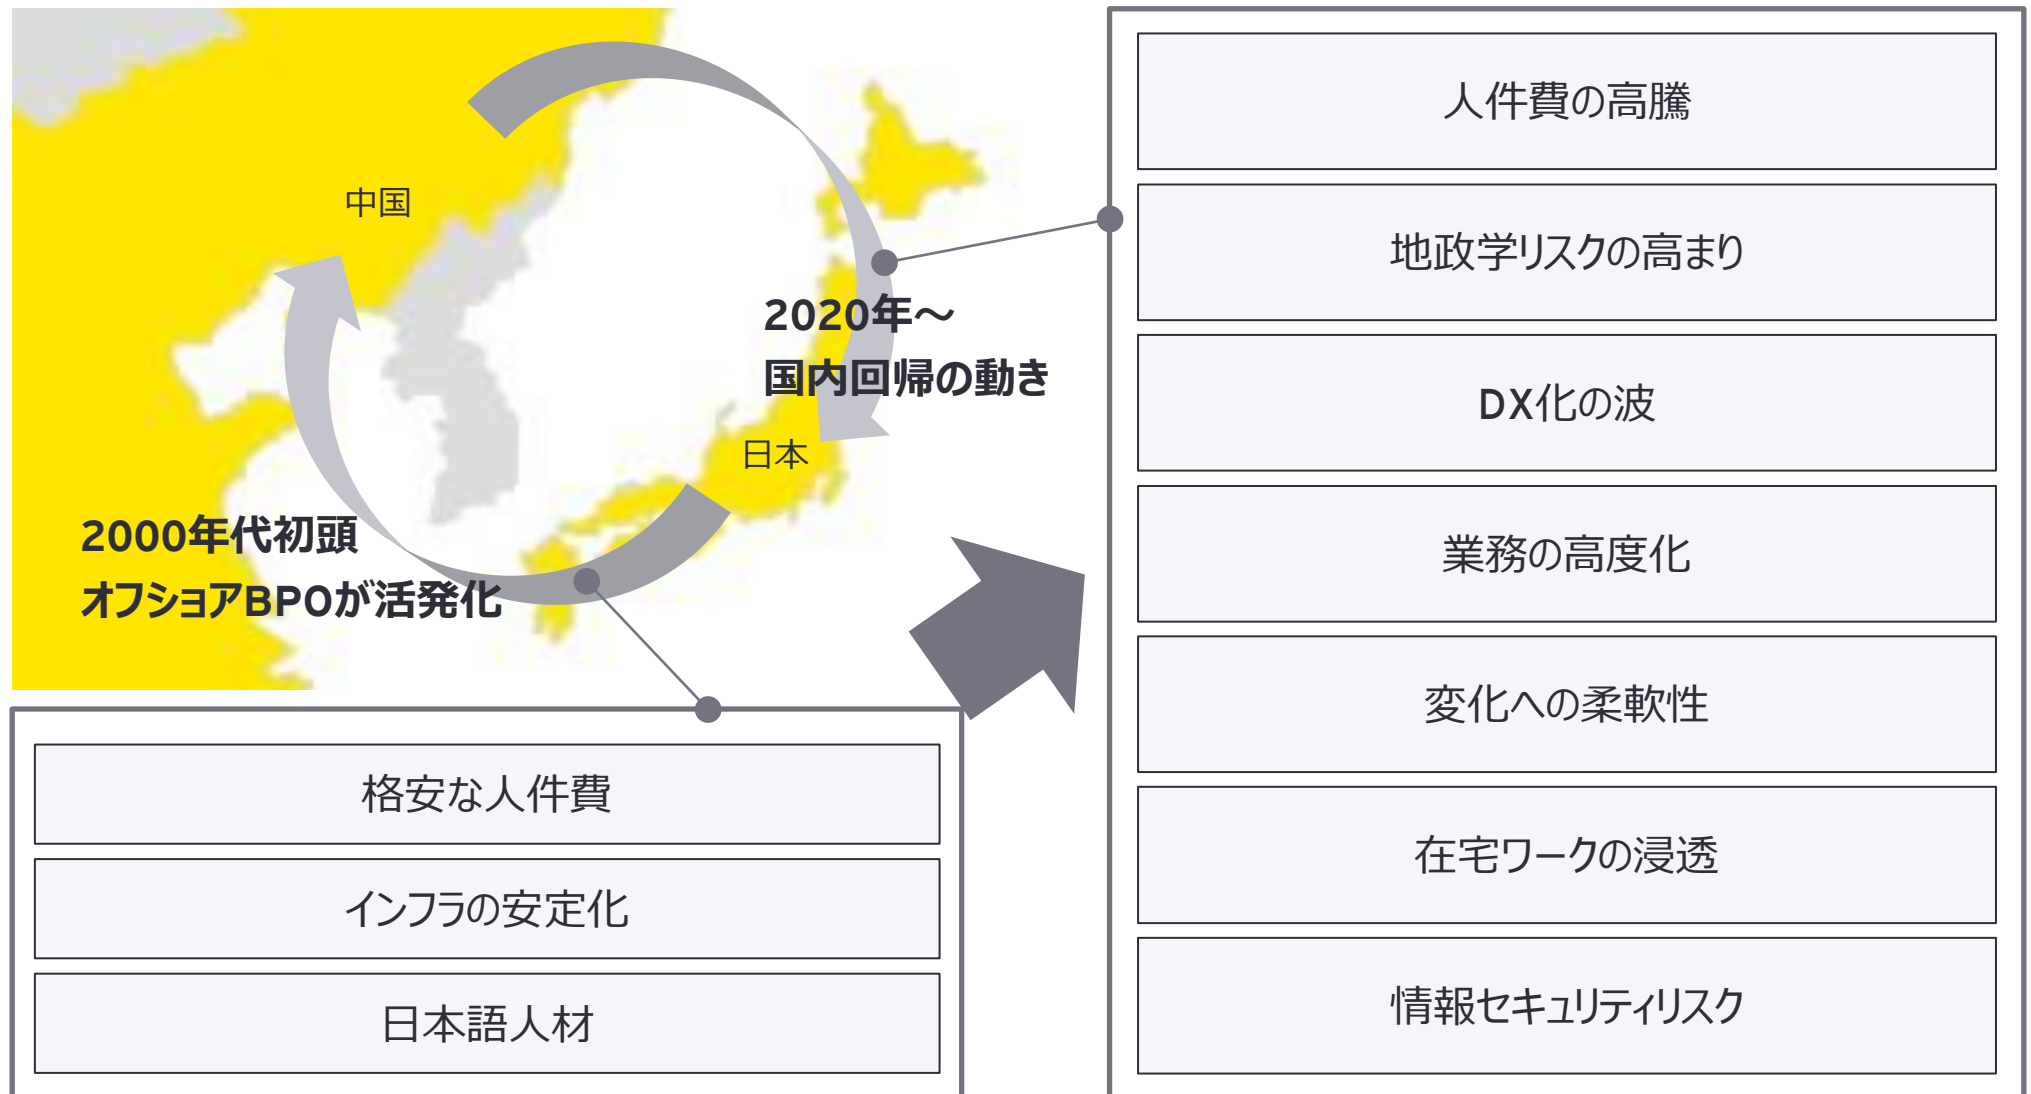 中国
2020年～
国内回帰の動き
日本
2000年代初頭
オフショアBPOが活発化
格安な人件費
インフラの安定化
日本語人材
人件費の高騰
地政学リスクの高まり
DX化の波
業務の高度化
変化への柔軟性
在宅ワークの浸透
情報セキュリティリスク